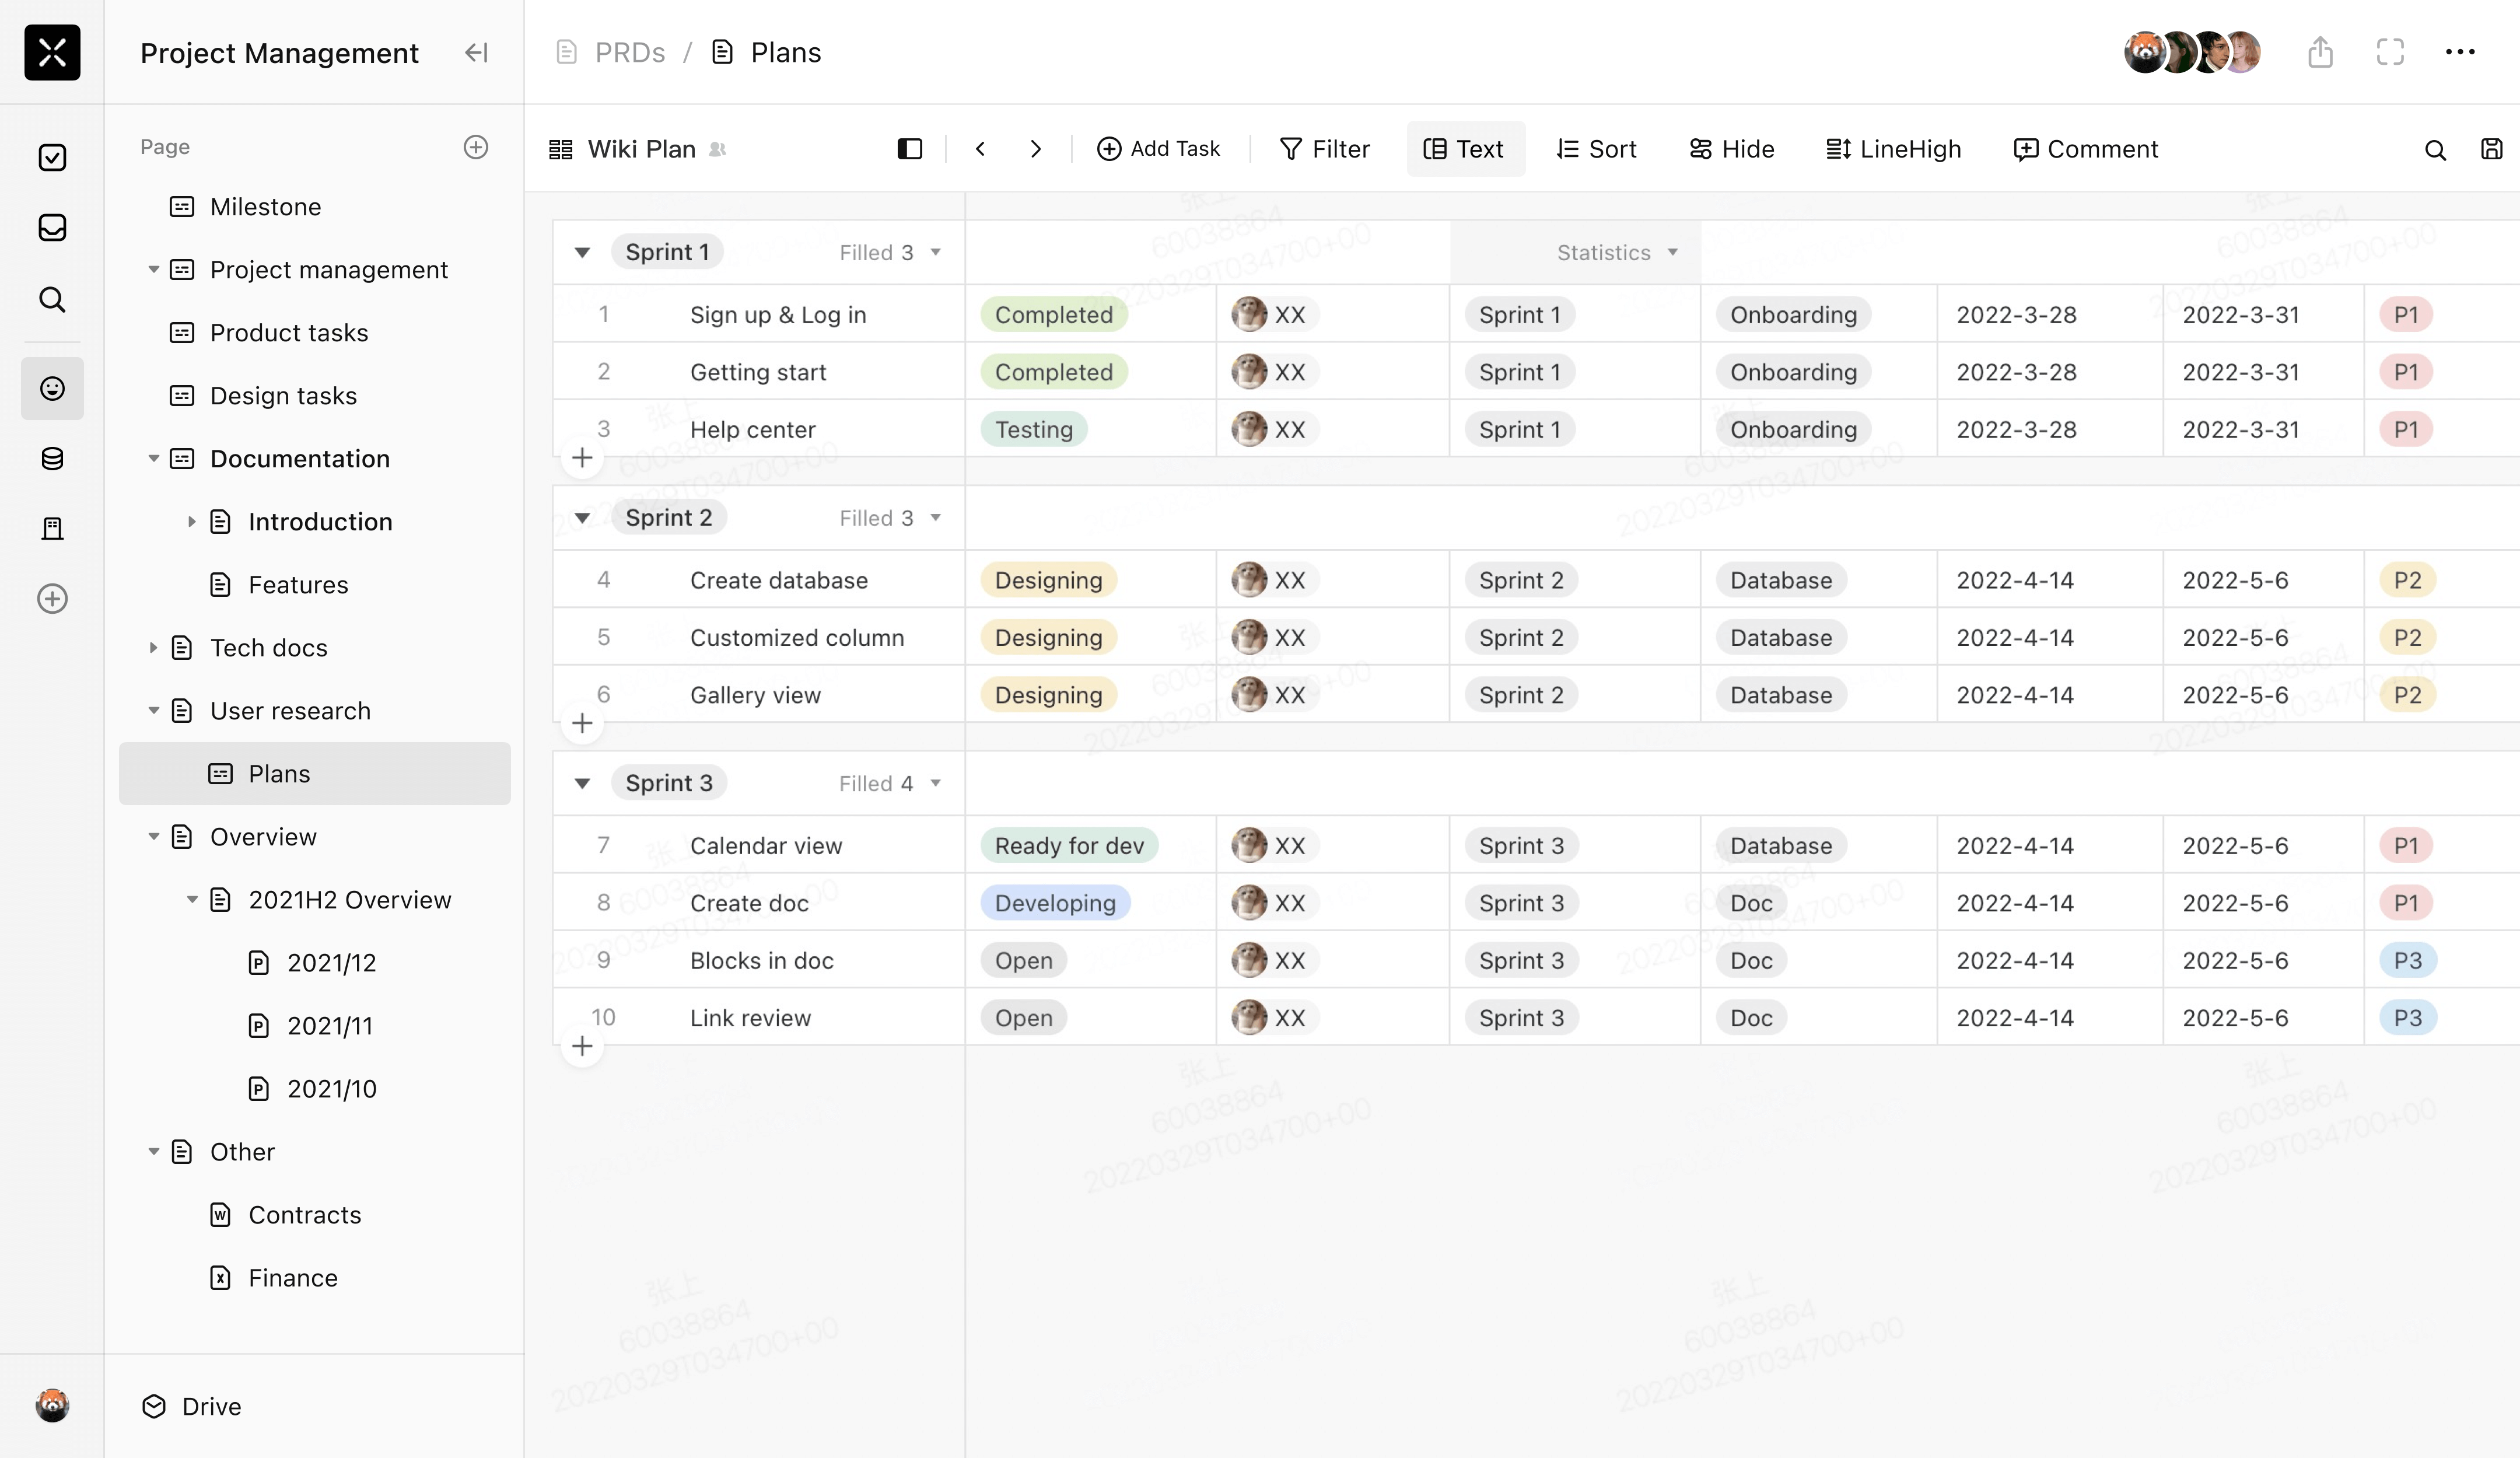 Project Management
PRDs / Plans
Page
Milestone
Project management
Product tasks
Design tasks
Documentation
Introduction
Features
Tech docs
User research
Plans
Overview
2021H2 Overview
2021/12
2021/11
2021/10
Other
Contracts
Finance
Drive
Wiki Plan Add Task Filter Text Sort Hide LineHigh Comment
Sprint 1 Filled 3 Statistics
1 Sign up & Log in Completed XX Sprint 1 Onboarding 2022-3-28 2022-3-31 P1
2 Getting start Completed XX Sprint 1 Onboarding 2022-3-28 2022-3-31 P1
3 Help center Testing XX Sprint 1 Onboarding 2022-3-28 2022-3-31 P1
Sprint 2 Filled 3
4 Create database Designing XX Sprint 2 Database 2022-4-14 2022-5-6 P2
5 Customized column Designing XX Sprint 2 Database 2022-4-14 2022-5-6 P2
6 Gallery view Designing XX Sprint 2 Database 2022-4-14 2022-5-6 P2
Sprint 3 Filled 4
7 Calendar view Ready for dev XX Sprint 3 Database 2022-4-14 2022-5-6 P1
8 Create doc Developing XX Sprint 3 Doc 2022-4-14 2022-5-6 P1
9 Blocks in doc Open XX Sprint 3 Doc 2022-4-14 2022-5-6 P3
10 Link review Open XX Sprint 3 Doc 2022-4-14 2022-5-6 P3
张上
60038864
20220329T034700+00